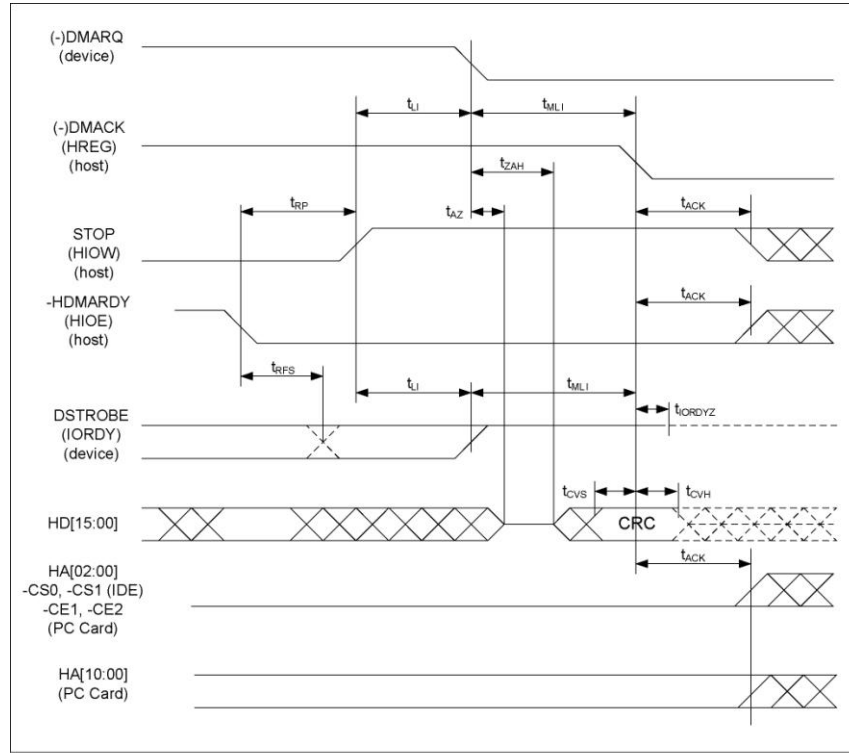 (-)DMARQ
(device)
tLI
tMLI
(-)DMACK
(HREG)
(host)
tZAH
tRP
tAZ
tACK
STOP
(HIOW)
(host)
tACK
-HDMARDY
(HIOE)
(host)
tRFS
tLI
tMLI
tIORDYZ
DSTROBE
(IORDY)
(device)
tCVS
tCVH
HD[15:00]
CRC
tACK
HA[02:00]
-CS0, -CS1 (IDE)
-CE1, -CE2
(PC Card)
HA[10:00]
(PC Card)